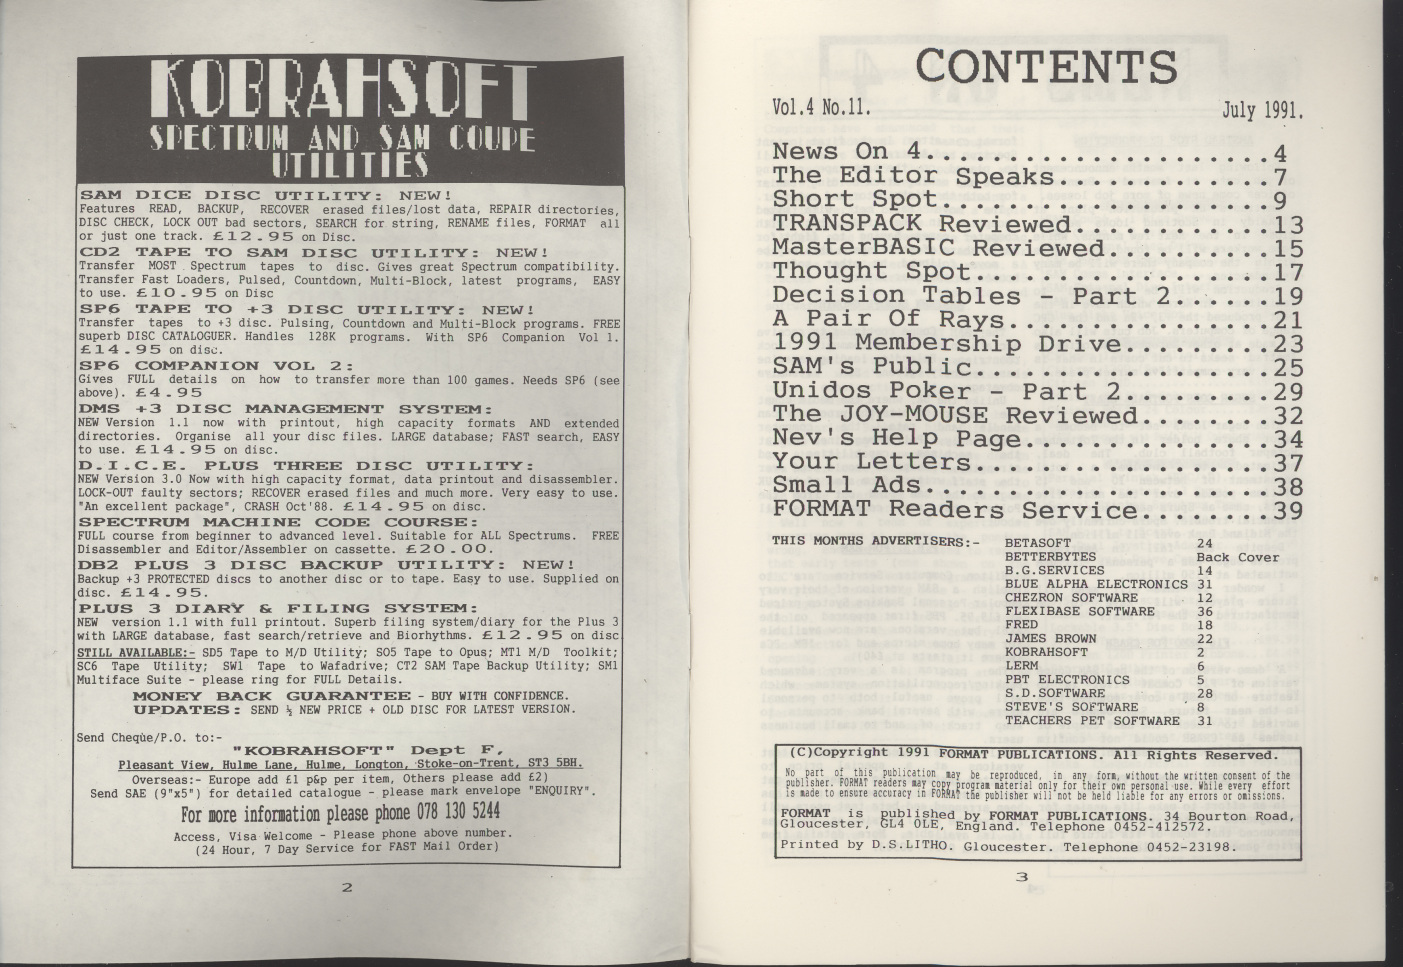 KOBRAHSOFT
SPECTRUM AND SAM COUPE
UTILITIES
SAM DICE DISC UTILITY: NEW!
Features READ, BACKUP, RECOVER erased files/lost data, REPAIR directories,
DISC CHECK, LOCK OUT bad sectors, SEARCH for string, RENAME files, FORMAT all
or just one track. £12.95 on Disc.
CD2 TAPE TO SAM DISC UTILITY: NEW!
Transfer MOST Spectrum tapes to disc. Gives great Spectrum compatibility.
Transfer Fast Loaders, Pulsed, Countdown, Multi-Block, latest programs, EASY
to use. £10.95 on Disc
SP6 TAPE TO +3 DISC UTILITY: NEW!
Transfer tapes to +3 disc. Pulsing, Countdown and Multi-Block programs. FREE
superb DISC CATALOGUER. Handles 128K programs. With SP6 Companion Vol 1.
£14.95 on disc.
SP6 COMPANION VOL 2:
Gives FULL details on how to transfer more than 100 games. Needs SP6 (see
above). £4.95
DMS +3 DISC MANAGEMENT SYSTEM:
NEW Version 1.1 now with printout, high capacity formats AND extended
directories. Organise all your disc files. LARGE database; FAST search, EASY
to use. £14.95 on disc.
D.I.C.E. PLUS THREE DISC UTILITY:
NEW Version 3.0 Now with high capacity format, data printout and disassembler.
LOCK-OUT faulty sectors; RECOVER erased files and much more. Very easy to use.
"An excellent package", CRASH Oct'88. £14.95 on disc.
SPECTRUM MACHINE CODE COURSE:
FULL course from beginner to advanced level. Suitable for ALL Spectrums. FREE
Disassembler and Editor/Assembler on cassette. £20.00.
DB2 PLUS 3 DISC BACKUP UTILITY: NEW!
Backup +3 PROTECTED discs to another disc or to tape. Easy to use. Supplied on
disc. £14.95.
PLUS 3 DIARY & FILING SYSTEM:
NEW version 1.1 with full printout. Superb filing system/diary for the Plus 3
with LARGE database, fast search/retrieve and Biorhythms. £12.95 on disc
STILL AVAILABLE:- SD5 Tape to M/D Utility; SO5 Tape to Opus; MT1 M/D Toolkit;
SC6 Tape Utility; SW1 Tape to Wafadrive; CT2 SAM Tape Backup Utility; SM1
Multiface Suite - please ring for FULL Details.
MONEY BACK GUARANTEE - BUY WITH CONFIDENCE.
UPDATES: SEND ½ NEW PRICE + OLD DISC FOR LATEST VERSION.
Send Cheque/P.O. to:-
"KOBRAHSOFT" Dept F,
Pleasant View, Hulme Lane, Hulme, Longton, Stoke-on-Trent, ST3 5BH.
Overseas:- Europe add £1 p&p per item, Others please add £2)
Send SAE (9"x5") for detailed catalogue - please mark envelope "ENQUIRY".
For more information please phone 078 130 5244
Access, Visa Welcome - Please phone above number.
(24 Hour, 7 Day Service for FAST Mail Order)
2
CONTENTS
Vol.4 No.11. July 1991.
News On 4.....................4
The Editor Speaks.............7
Short Spot....................9
TRANSPACK Reviewed............13
MasterBASIC Reviewed..........15
Thought Spot..................17
Decision Tables - Part 2......19
A Pair Of Rays................21
1991 Membership Drive.........23
SAM's Public..................25
Unidos Poker - Part 2.........29
The JOY-MOUSE Reviewed........32
Nev's Help Page...............34
Your Letters..................37
Small Ads.....................38
FORMAT Readers Service........39
THIS MONTHS ADVERTISERS:- BETASOFT 24
BETTERBYTES Back Cover
B.G.SERVICES 14
BLUE ALPHA ELECTRONICS 31
CHEZRON SOFTWARE 12
FLEXIBASE SOFTWARE 36
FRED 18
JAMES BROWN 22
KOBRAHSOFT 2
LERM 6
PBT ELECTRONICS 5
S.D.SOFTWARE 28
STEVE'S SOFTWARE 8
TEACHERS PET SOFTWARE 31
(C)Copyright 1991 FORMAT PUBLICATIONS. All Rights Reserved.
No part of this publication may be reproduced, in any form, without the written consent of the
publisher. FORMAT readers may copy program material only for their own personal use. While every effort
is made to ensure accuracy in FORMAT the publisher will not be held liable for any errors or omissions.
FORMAT is published by FORMAT PUBLICATIONS. 34 Bourton Road,
Gloucester, GL4 0LE, England. Telephone 0452-412572.
Printed by D.S.LITHO. Gloucester. Telephone 0452-23198.
3